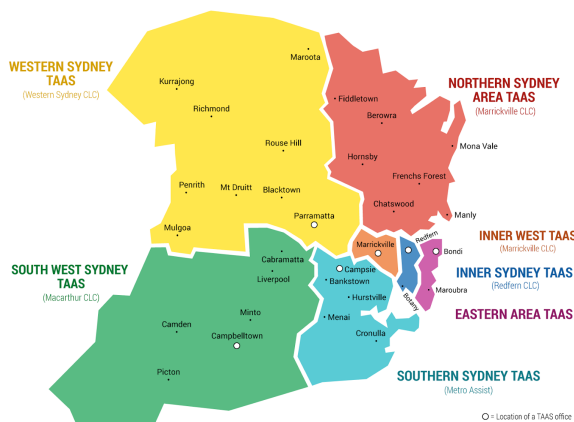 Maroota
WESTERN SYDNEY
TAAS
(Western Sydney CLC)
Kurrajong
Richmond
Rouse Hill
Penrith
Mt Druitt
Blacktown
Parramatta
Mulgoa
NORTHERN SYDNEY
AREA TAAS
(Marrickville CLC)
Fiddletown
Berowra
Mona Vale
Hornsby
Frenchs Forest
Chatswood
Manly
INNER WEST TAAS
(Marrickville CLC)
Marrickville
Redfern
Bondi
INNER SYDNEY TAAS
(Redfern CLC)
Botany
Maroubra
EASTERN AREA TAAS
SOUTH WEST SYDNEY
TAAS
(Macarthur CLC)
Cabramatta
Liverpool
Minto
Camden
Campbelltown
Picton
Campsie
Bankstown
Hurstville
Menai
Cronulla
SOUTHERN SYDNEY TAAS
(Metro Assist)
= Location of a TAAS office